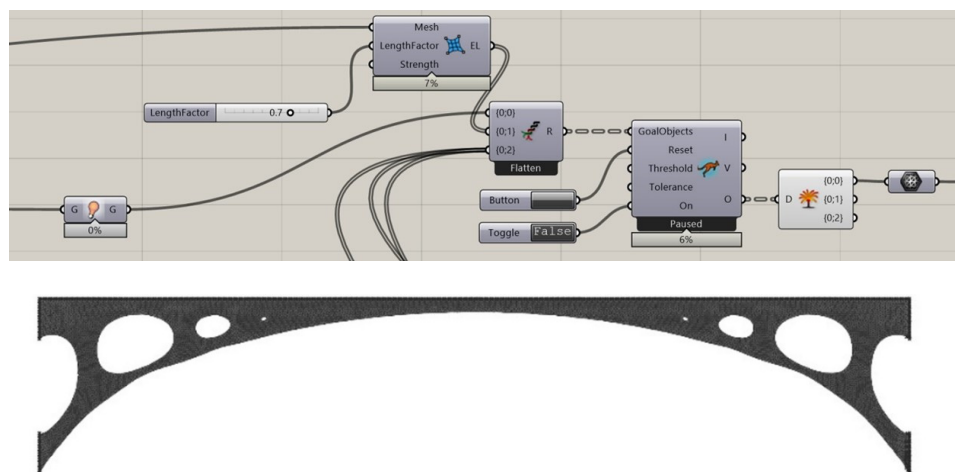 Mesh
LengthFactor EL
Strength
7%
LengthFactor 0.7
{0;0}
{0;1} R
{0;2}
Flatten
G G
0%
GoalObjects I
Reset
Threshold V
Tolerance
On O
Paused
6%
Button
Toggle False
{0;0}
D {0;1}
{0;2}